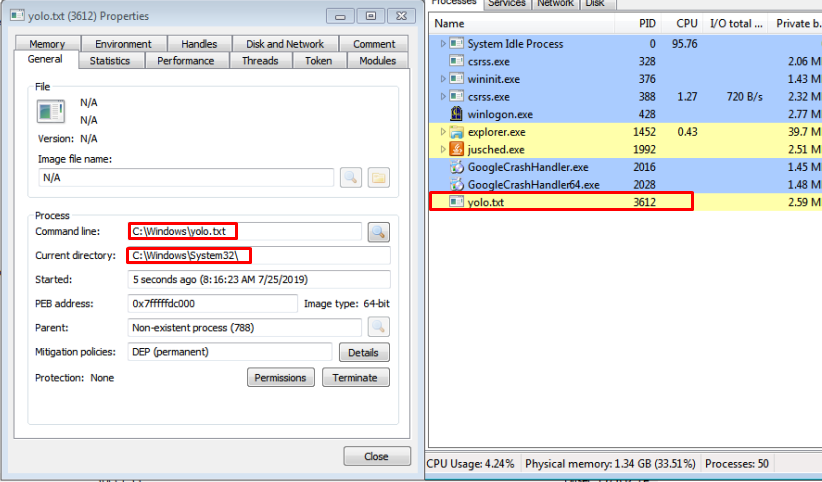 yolo.txt (3612) Properties
Memory Environment Handles Disk and Network Comment
General Statistics Performance Threads Token Modules
File
N/A
N/A
Version: N/A
Image file name:
N/A
Process
Command line: C:\Windows\yolo.txt
Current directory: C:\Windows\System32\
Started: 5 seconds ago (8:16:23 AM 7/25/2019)
PEB address: 0x7fffffdc000 Image type: 64-bit
Parent: Non-existent process (788)
Mitigation policies: DEP (permanent) Details
Protection: None Permissions Terminate
Close
Processes Services Network Disk
Name PID CPU I/O total ... Private b...
System Idle Process 0 95.76
csrss.exe 328 2.06 M
wininit.exe 376 1.43 M
csrss.exe 388 1.27 720 B/s 2.32 M
winlogon.exe 428 2.77 M
explorer.exe 1452 0.43 39.7 M
jusched.exe 1992 2.51 M
GoogleCrashHandler.exe 2016 1.45 M
GoogleCrashHandler64.exe 2028 1.48 M
yolo.txt 3612 2.59 M
CPU Usage: 4.24% Physical memory: 1.34 GB (33.51%) Processes: 50